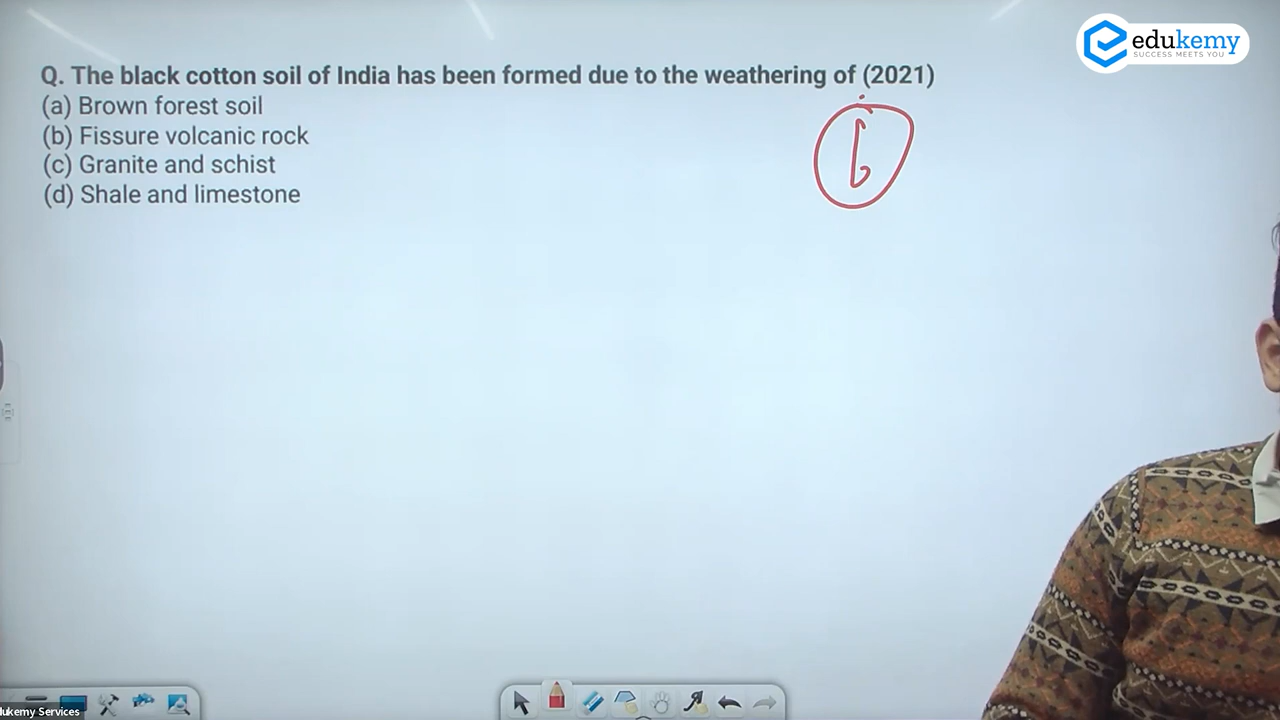 edukemy
SUCCESS MEETS YOU
Q. The black cotton soil of India has been formed due to the weathering of (2021)
(a) Brown forest soil
(b) Fissure volcanic rock
(c) Granite and schist
(d) Shale and limestone
b
lukemy Services